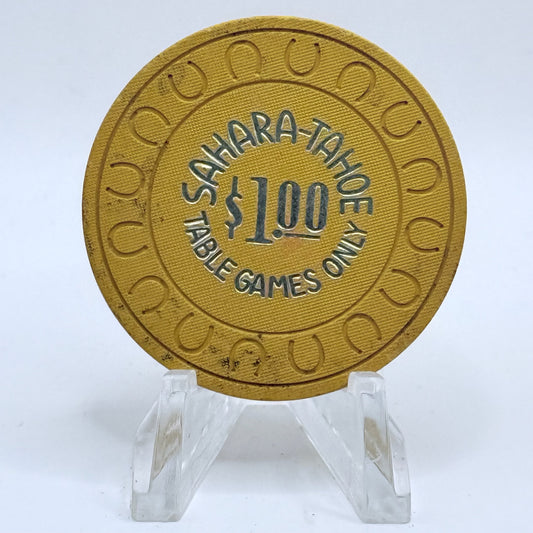 SAHARA-TAHOE
$1.00
TABLE GAMES ONLY